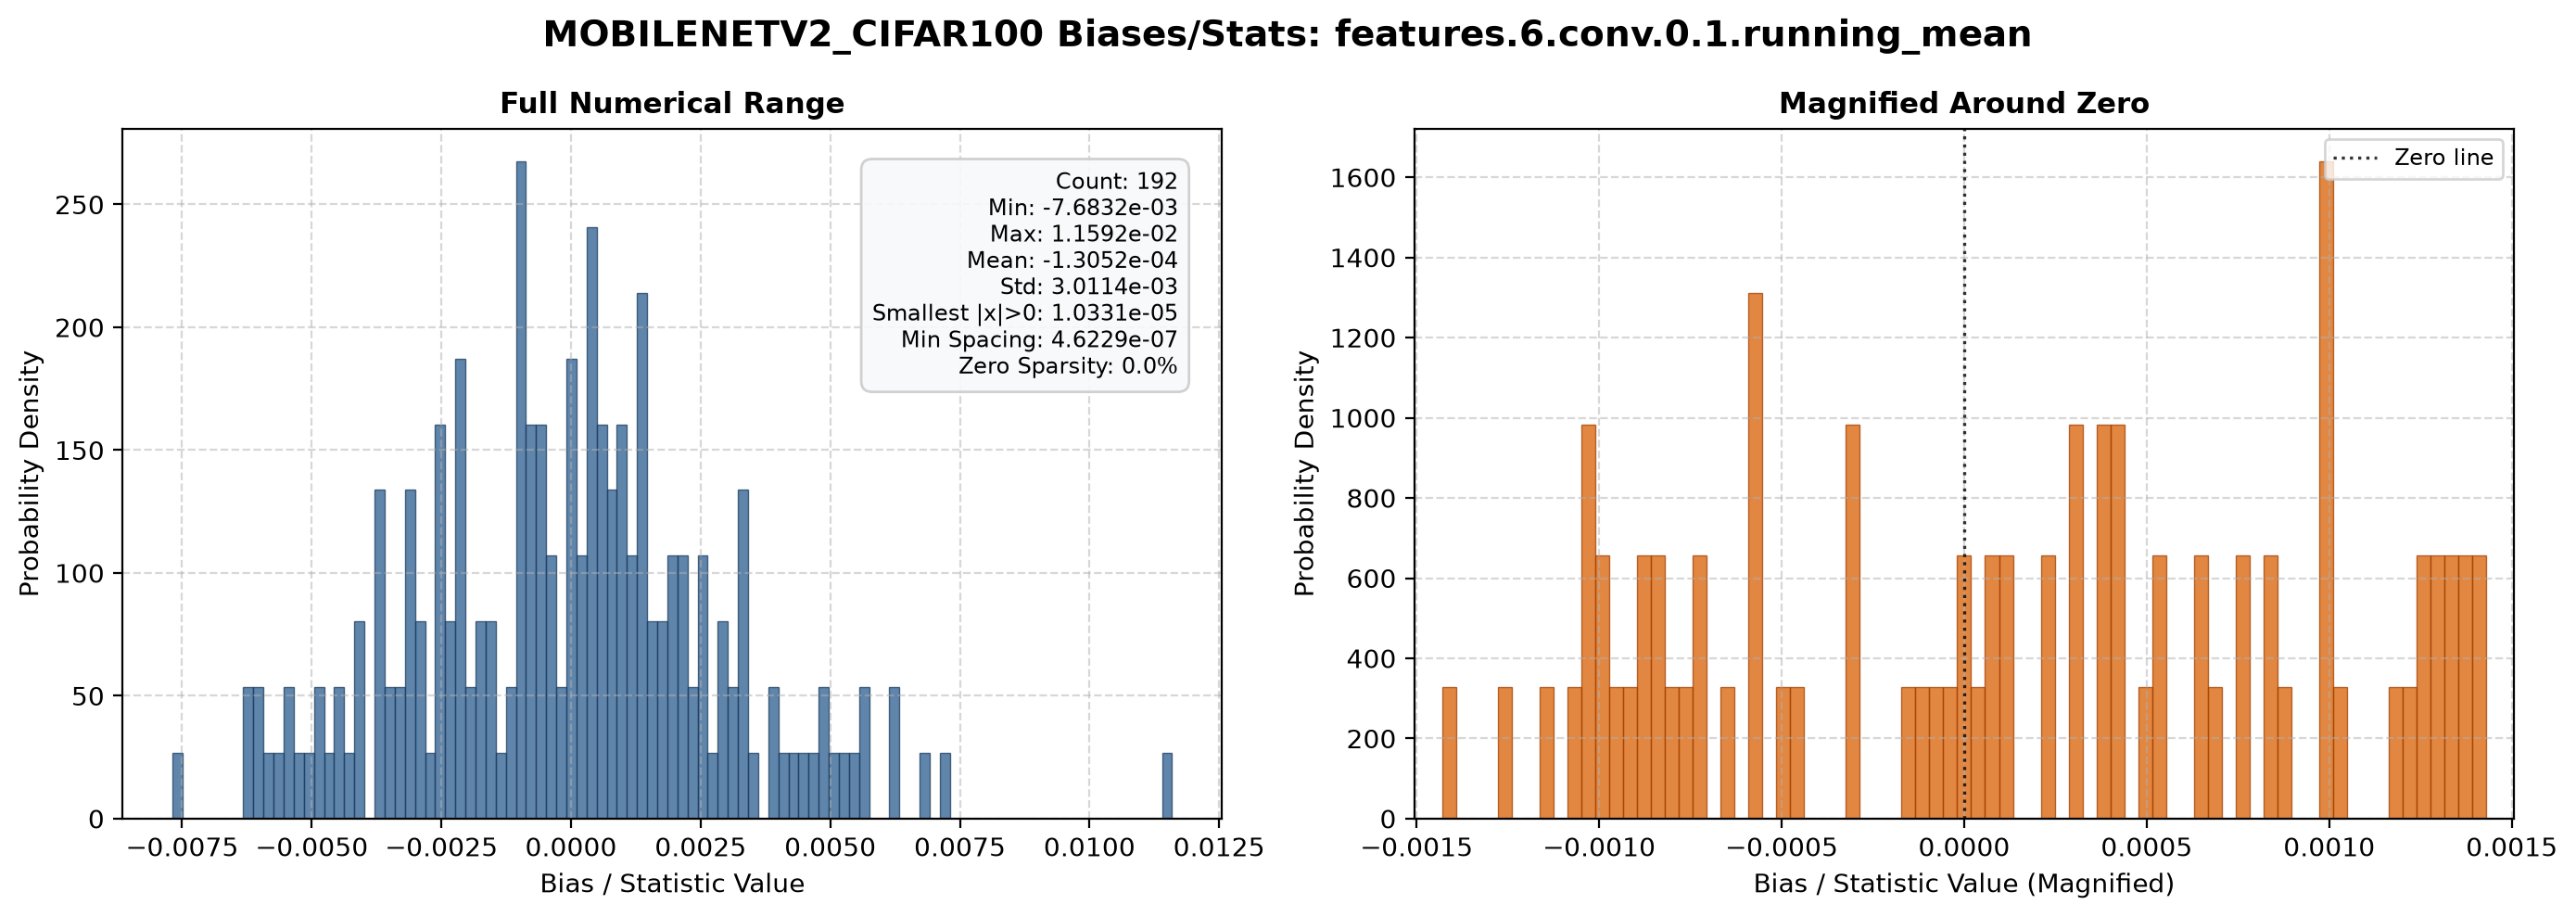 MOBILENETV2_CIFAR100 Biases/Stats: features.6.conv.0.1.running_mean
Full Numerical Range
Probability Density
250
200
150
100
50
0
Count: 192
Min: -7.6832e-03
Max: 1.1592e-02
Mean: -1.3052e-04
Std: 3.0114e-03
Smallest |x|>0: 1.0331e-05
Min Spacing: 4.6229e-07
Zero Sparsity: 0.0%
−0.0075 −0.0050 −0.0025 0.0000 0.0025 0.0050 0.0075 0.0100 0.0125
Bias / Statistic Value
Magnified Around Zero
Probability Density
1600
1400
1200
1000
800
600
400
200
0
Zero line
−0.0015 −0.0010 −0.0005 0.0000 0.0005 0.0010 0.0015
Bias / Statistic Value (Magnified)